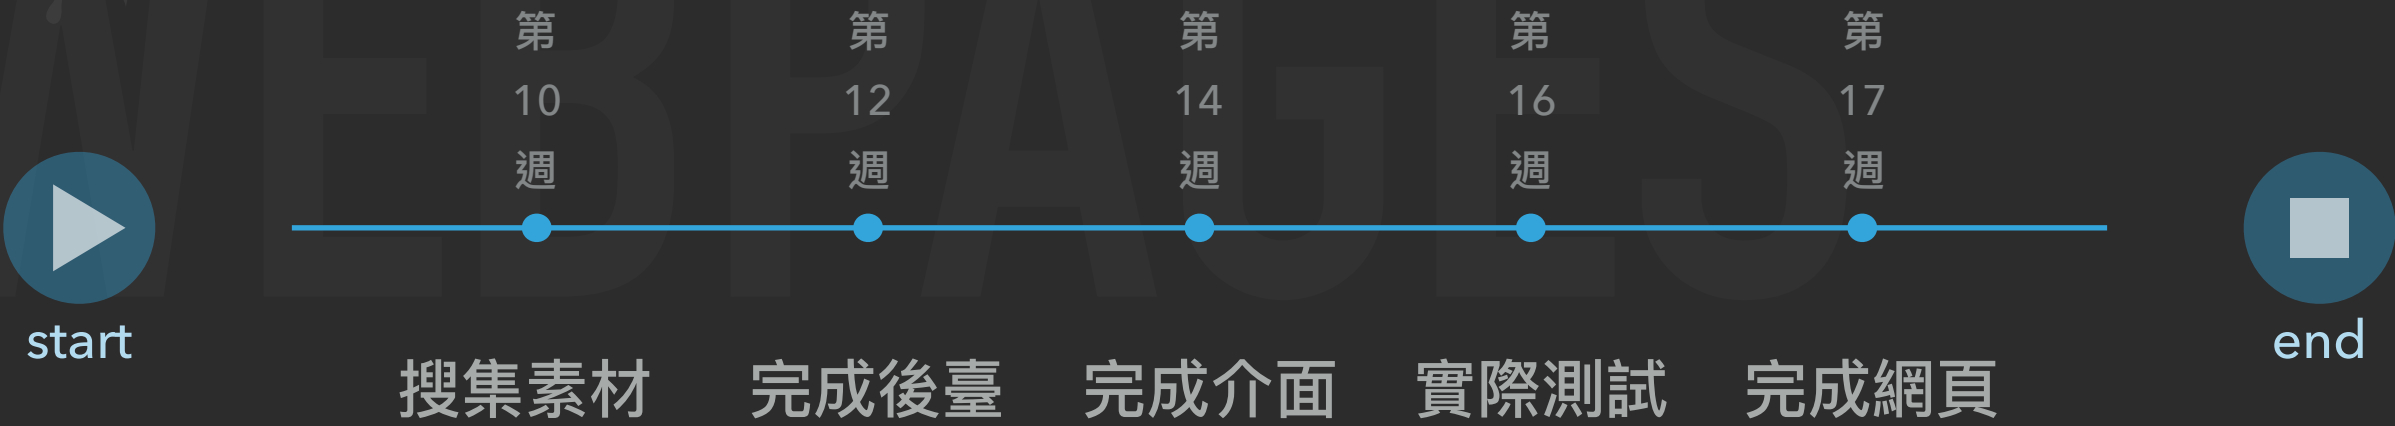 WEBPAGES
第
10
週
第
12
週
第
14
週
第
16
週
第
17
週
start
end
搜集素材
完成後臺
完成介面
實際測試
完成網頁